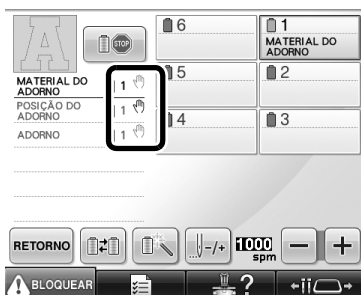 6
1
MATERIAL DO
ADORNO
STOP
5
2
MATERIAL DO
ADORNO
1
POSIÇÃO DO
ADORNO
1
ADORNO
1
4
3
RETORNO
-/+
1000
spm
-
+
BLOQUEAR
?